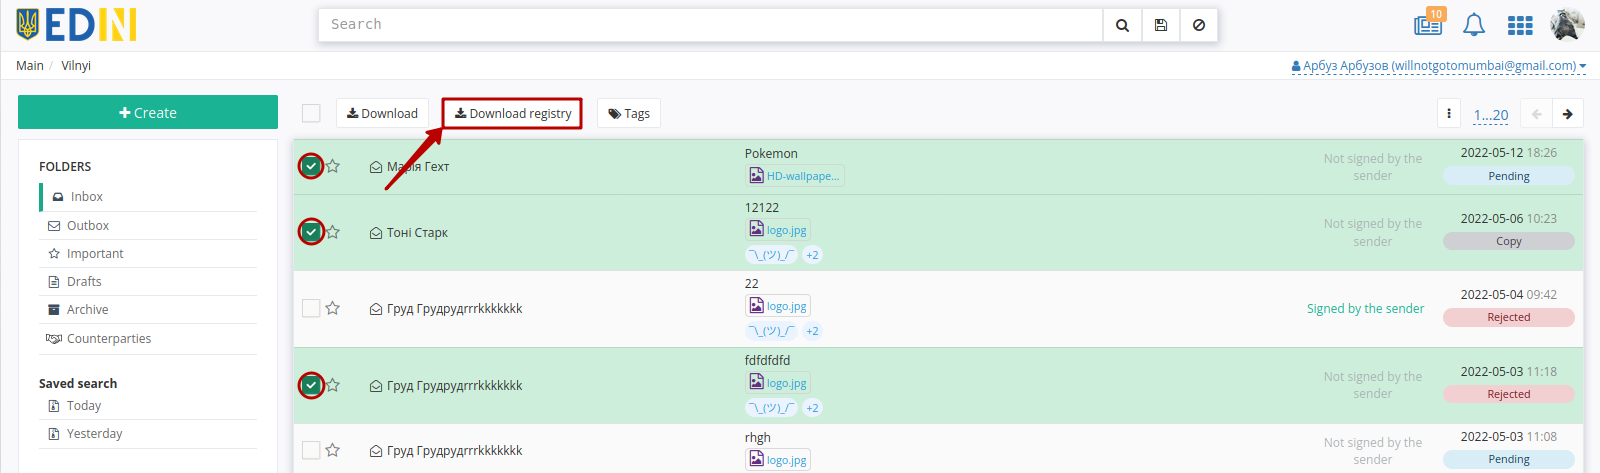 EDIN
Search
10
Main / Vilnyi
Арбуз Арбузов (willnotgotomumbai@gmail.com)
Create
Download
Download registry
Tags
1...20
FOLDERS
Inbox
Outbox
Important
Drafts
Archive
Counterparties
Saved search
Today
Yesterday
Марія Гехт
Pokemon
HD-wallpape...
Not signed by the
sender
2022-05-12 18:26
Pending
Тоні Старк
12122
logo.jpg
¯\_(ツ)_/¯ +2
Not signed by the
sender
2022-05-06 10:23
Copy
Груд Грудрудrrrkkkkkkk
22
logo.jpg
¯\_(ツ)_/¯ +2
Signed by the sender
2022-05-04 09:42
Rejected
Груд Грудрудrrrkkkkkkk
fdfdfdfd
logo.jpg
¯\_(ツ)_/¯ +2
Not signed by the
sender
2022-05-03 11:18
Rejected
Груд Грудрудrrrkkkkkkk
rhgh
logo.jpg
Not signed by the
sender
2022-05-03 11:08
Pending